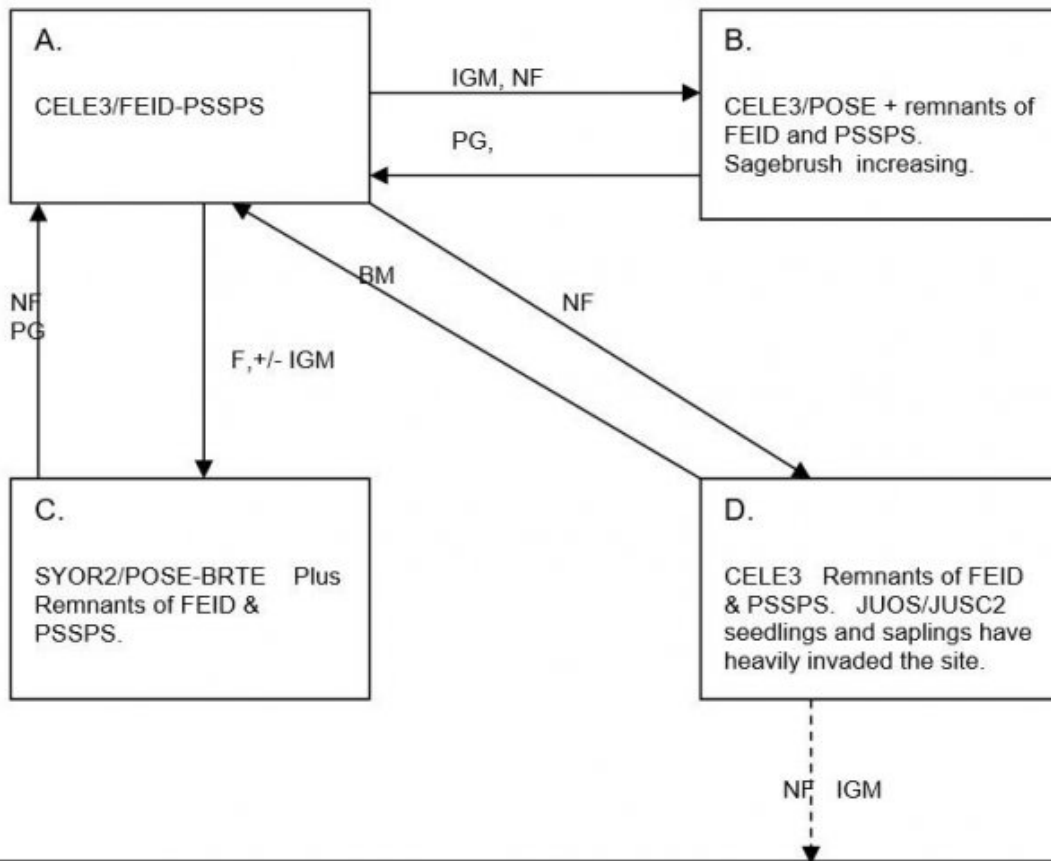 A.
CELE3/FEID-PSSPS
IGM, NF
PG,
B.
CELE3/POSE + remnants of
FEID and PSSPS.
Sagebrush increasing.
BM
NF
NF
PG
F,+/- IGM
C.
SYOR2/POSE-BRTE Plus
Remnants of FEID &
PSSPS.
D.
CELE3 Remnants of FEID
& PSSPS. JUOS/JUSC2
seedlings and saplings have
heavily invaded the site.
NF IGM